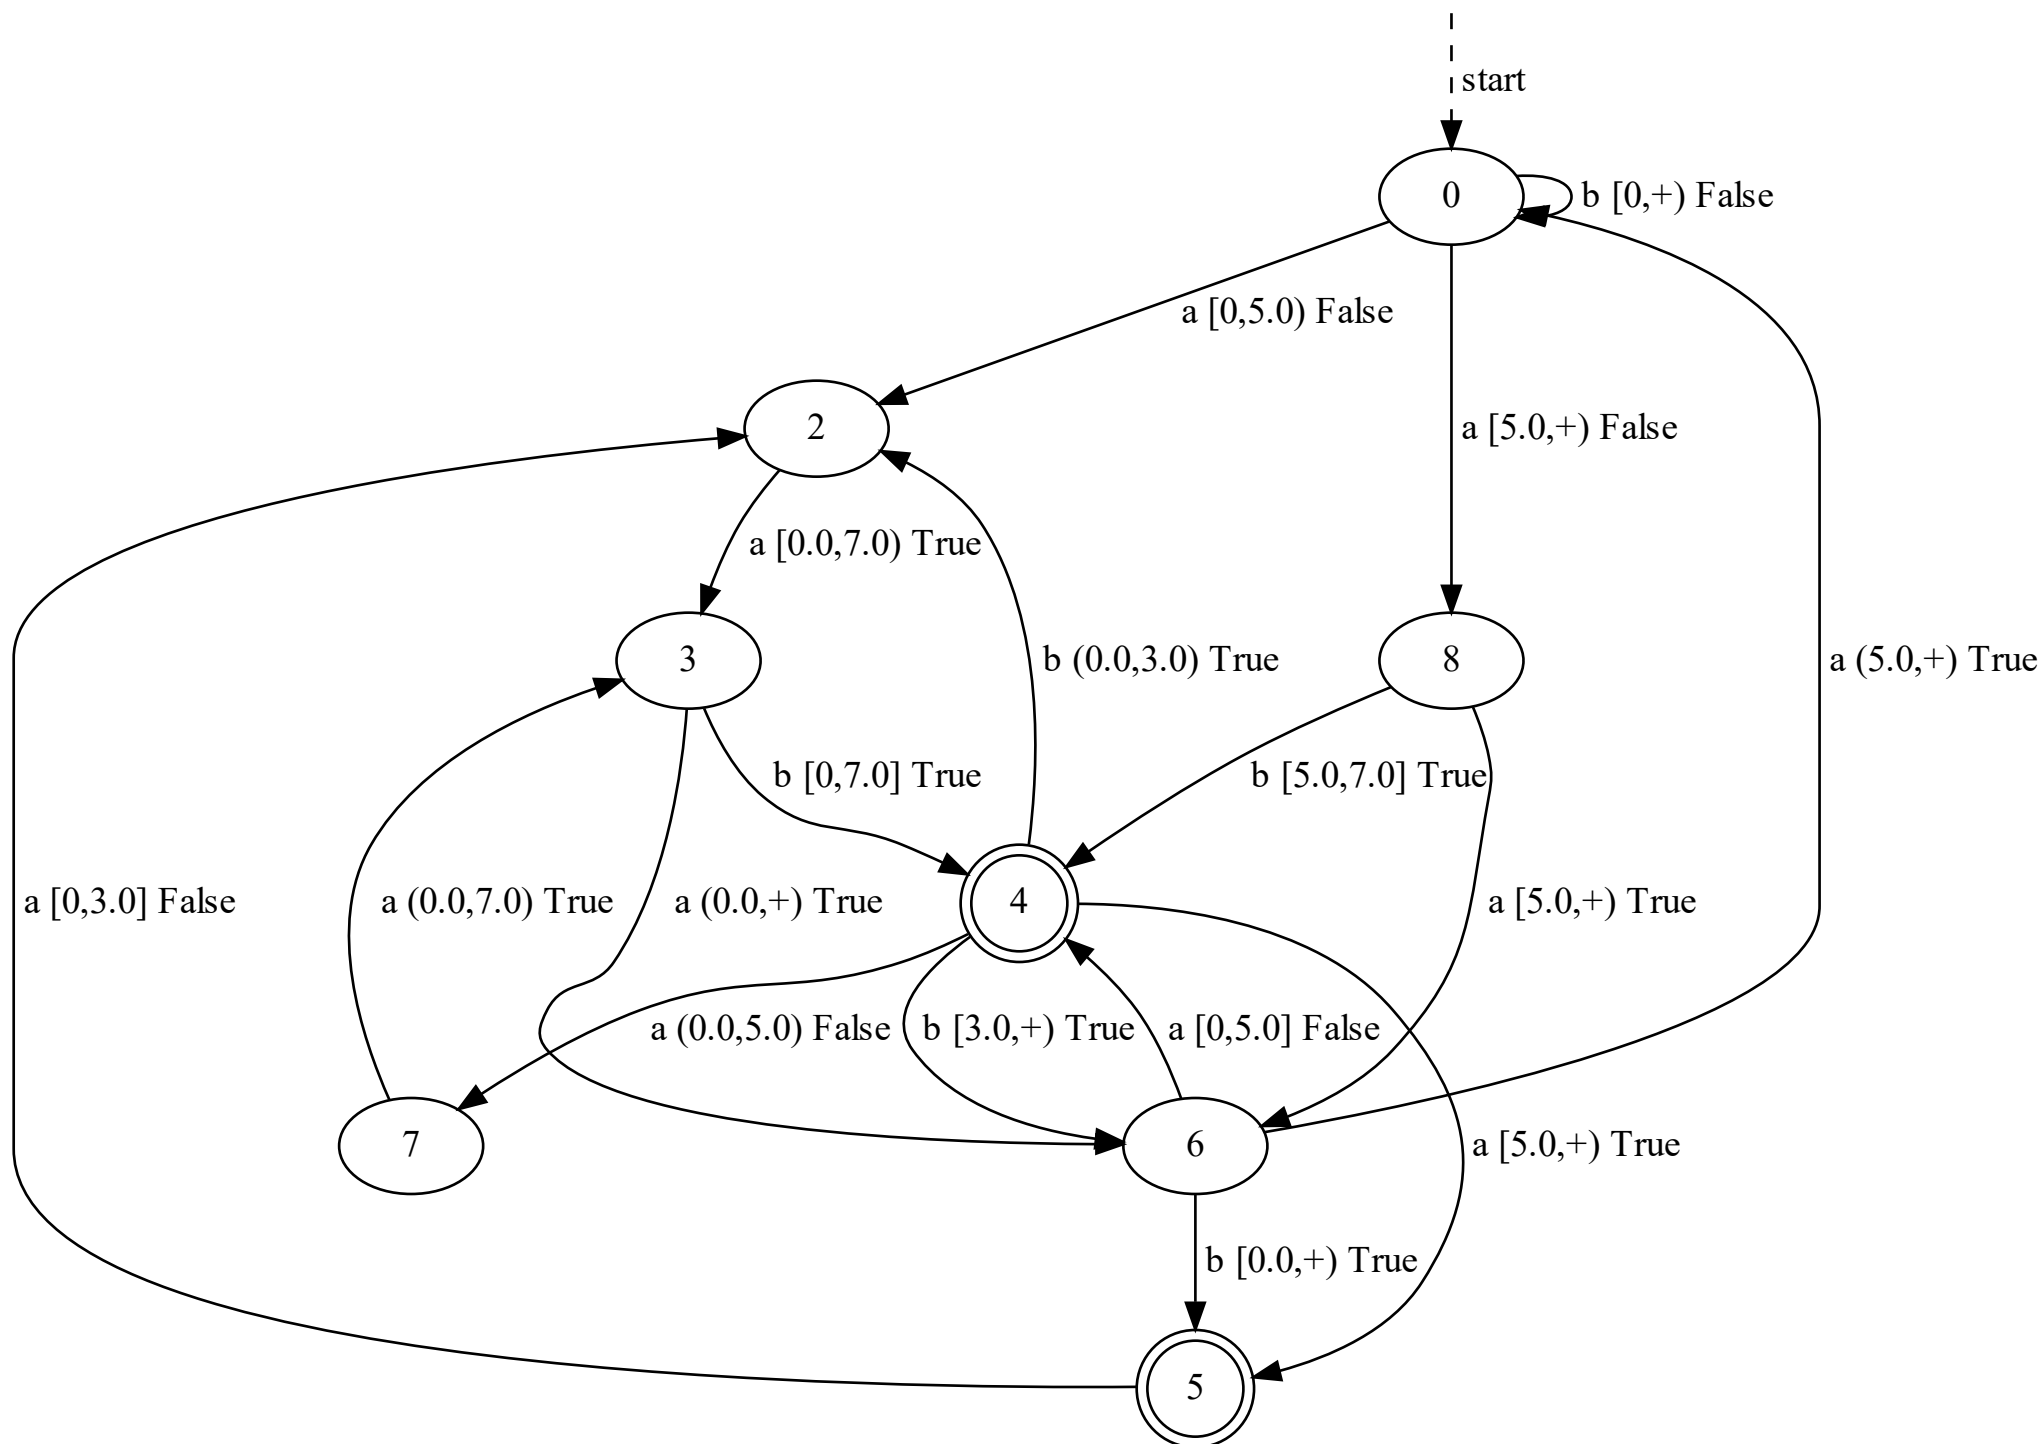 start
0
b [0,+) False
a [0,5.0) False
2
a [5.0,+) False
a [0.0,7.0) True
3
b (0.0,3.0) True
8
a (5.0,+) True
b [0,7.0] True
b [5.0,7.0] True
a [0,3.0] False
a (0.0,7.0) True
a (0.0,+) True
4
a [5.0,+) True
a (0.0,5.0) False
b [3.0,+) True
a [0,5.0] False
7
6
a [5.0,+) True
b [0.0,+) True
5